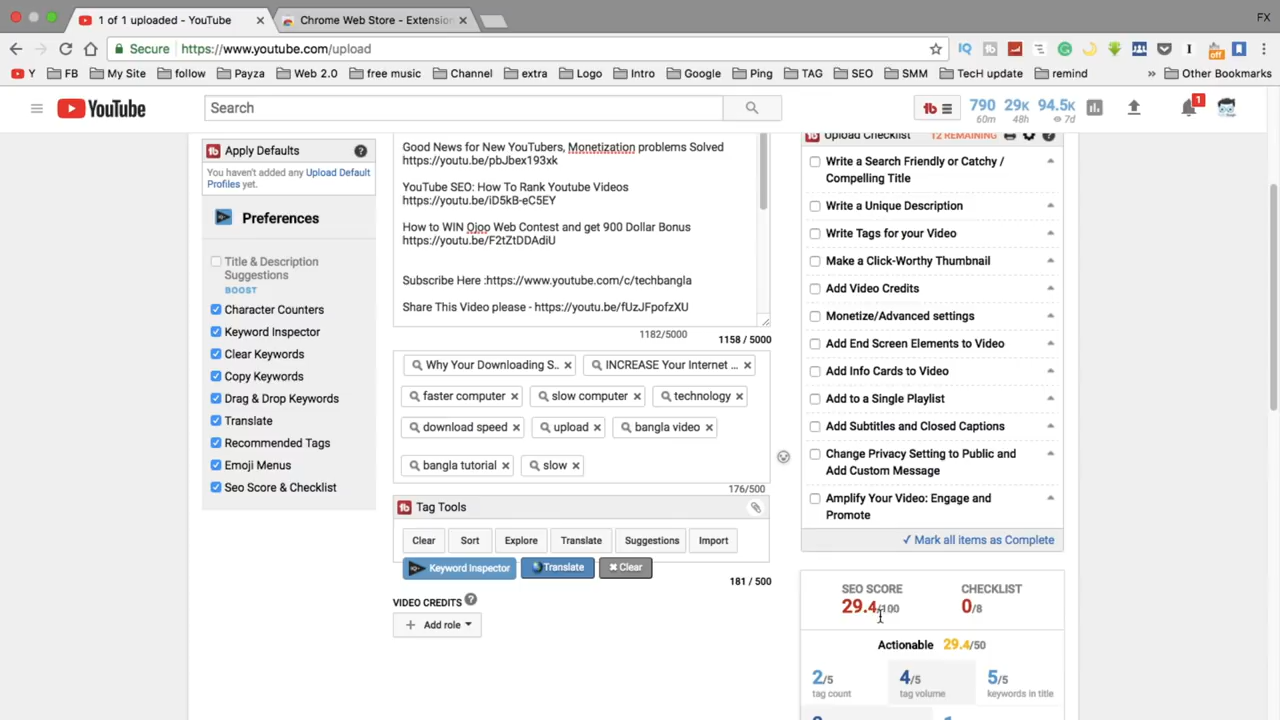 1 of 1 uploaded - YouTube
Chrome Web Store - Extension
FX
Secure https://www.youtube.com/upload
Y FB My Site follow Payza Web 2.0 free music Channel extra Logo Intro Google Ping TAG SEO SMM TecH update remind » Other Bookmarks
YouTube
Search
790 60m 29K 48h 94.5K 7d
1
Apply Defaults
You haven't added any Upload Default
Profiles yet.
Preferences
Title & Description
Suggestions
BOOST
Character Counters
Keyword Inspector
Clear Keywords
Copy Keywords
Drag & Drop Keywords
Translate
Recommended Tags
Emoji Menus
Seo Score & Checklist
Good News for New YouTubers, Monetization problems Solved
https://youtu.be/pbJbex193xk
YouTube SEO: How To Rank Youtube Videos
https://youtu.be/iD5kB-eC5EY
How to WIN Ojoo Web Contest and get 900 Dollar Bonus
https://youtu.be/F2tZtDDAdiU
Subscribe Here :https://www.youtube.com/c/techbangla
Share This Video please - https://youtu.be/fUzJFpofzXU
1182/5000
1158 / 5000
Why Your Downloading S.. × INCREASE Your Internet ... ×
faster computer × slow computer × technology ×
download speed × upload × bangla video ×
bangla tutorial × slow ×
176/500
Tag Tools
Clear Sort Explore Translate Suggestions Import
Keyword Inspector Translate ✖ Clear
181 / 500
VIDEO CREDITS ?
+ Add role
Upload Checklist 12 REMAINING
Write a Search Friendly or Catchy /
Compelling Title
Write a Unique Description
Write Tags for your Video
Make a Click-Worthy Thumbnail
Add Video Credits
Monetize/Advanced settings
Add End Screen Elements to Video
Add Info Cards to Video
Add to a Single Playlist
Add Subtitles and Closed Captions
Change Privacy Setting to Public and
Add Custom Message
Amplify Your Video: Engage and
Promote
✓ Mark all items as Complete
SEO SCORE CHECKLIST
29.4/100 0/8
Actionable 29.4/50
2/5 4/5 5/5
tag count tag volume keywords in title